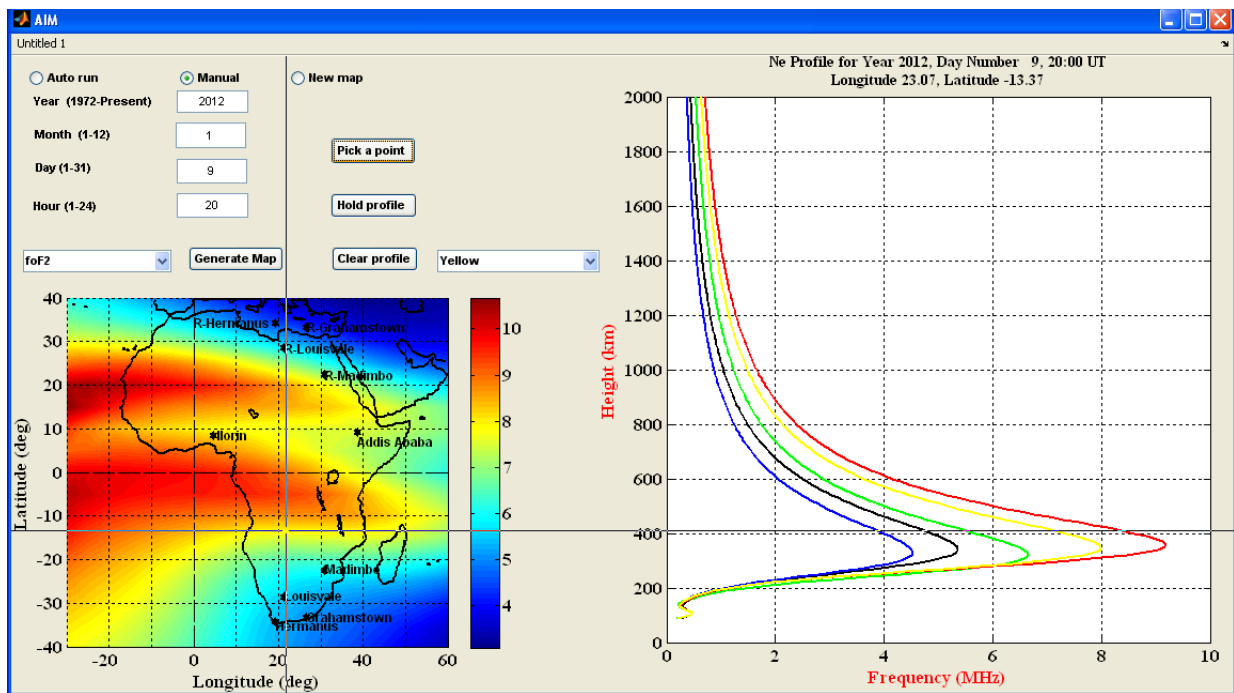 AIM
Untitled 1
Auto run
Manual
New map
Year (1972-Present)
2012
Month (1-12)
1
Day (1-31)
9
Hour (1-24)
20
Pick a point
Hold profile
foF2
Generate Map
Clear profile
Yellow
40
30
20
10
0
-10
-20
-30
-40
Latitude (deg)
-20
0
20
40
60
Longitude (deg)
R-Hermanus
R-Grahamstown
R-Louisvale
R-Madimbo
Ilorin
Addis Ababa
Madimbo
Louisvale
Grahamstown
Hermanus
10
9
8
7
6
5
4
Ne Profile for Year 2012, Day Number 9, 20:00 UT
Longitude 23.07, Latitude -13.37
2000
1800
1600
1400
1200
1000
800
600
400
200
0
Height (km)
0
2
4
6
8
10
Frequency (MHz)